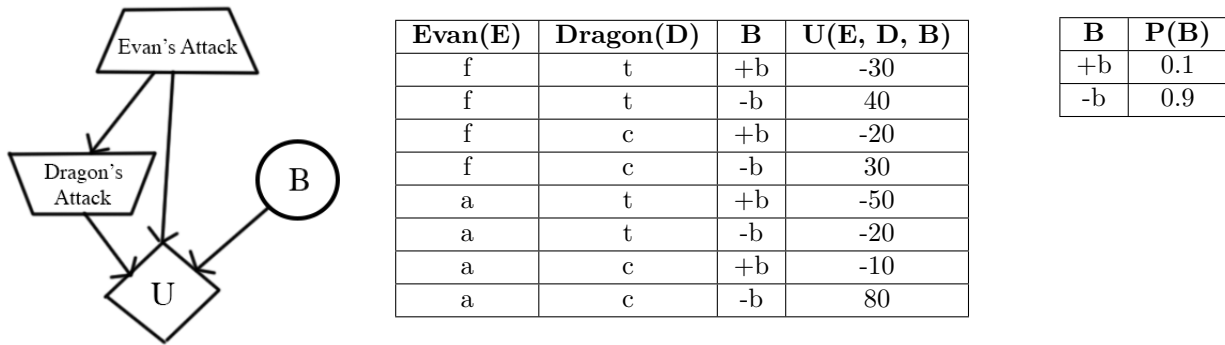 Evan's Attack
Dragon's
Attack
B
U
Evan(E) Dragon(D) B U(E, D, B)
f t +b -30
f t -b 40
f c +b -20
f c -b 30
a t +b -50
a t -b -20
a c +b -10
a c -b 80
B P(B)
+b 0.1
-b 0.9